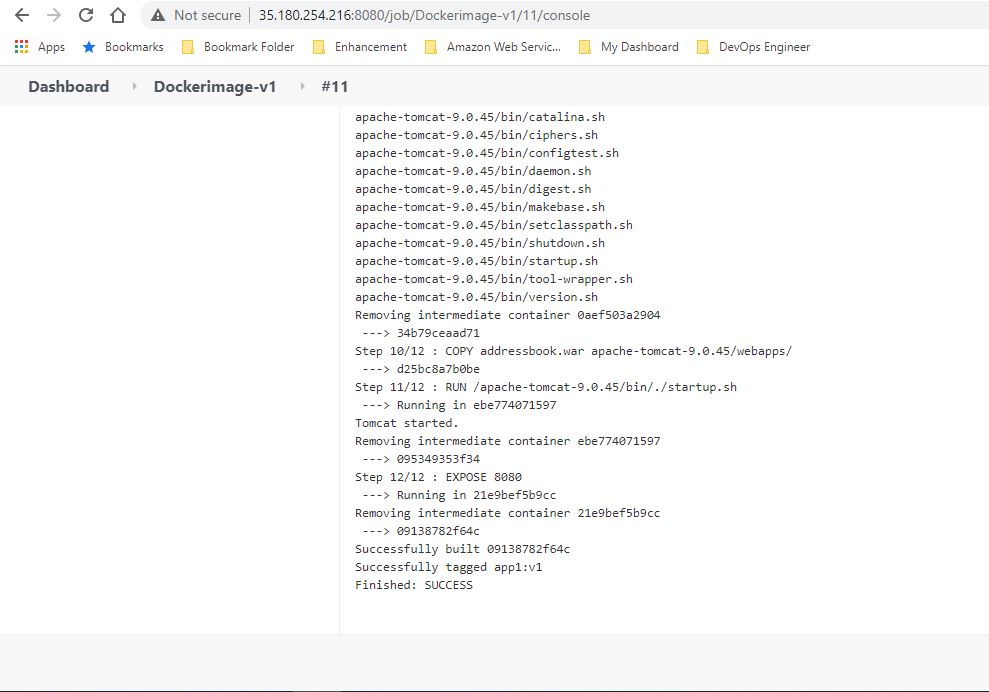 Not secure | 35.180.254.216:8080/job/Dockerimage-v1/11/console
Apps Bookmarks Bookmark Folder Enhancement Amazon Web Servic... My Dashboard DevOps Engineer
Dashboard Dockerimage-v1 #11
apache-tomcat-9.0.45/bin/catalina.sh
apache-tomcat-9.0.45/bin/ciphers.sh
apache-tomcat-9.0.45/bin/configtest.sh
apache-tomcat-9.0.45/bin/daemon.sh
apache-tomcat-9.0.45/bin/digest.sh
apache-tomcat-9.0.45/bin/makebase.sh
apache-tomcat-9.0.45/bin/setclasspath.sh
apache-tomcat-9.0.45/bin/shutdown.sh
apache-tomcat-9.0.45/bin/startup.sh
apache-tomcat-9.0.45/bin/tool-wrapper.sh
apache-tomcat-9.0.45/bin/version.sh
Removing intermediate container 0aef503a2904
---> 34b79ceaad71
Step 10/12 : COPY addressbook.war apache-tomcat-9.0.45/webapps/
---> d25bc8a7b0be
Step 11/12 : RUN /apache-tomcat-9.0.45/bin/./startup.sh
---> Running in ebe774071597
Tomcat started.
Removing intermediate container ebe774071597
---> 095349353f34
Step 12/12 : EXPOSE 8080
---> Running in 21e9bef5b9cc
Removing intermediate container 21e9bef5b9cc
---> 09138782f64c
Successfully built 09138782f64c
Successfully tagged app1:v1
Finished: SUCCESS